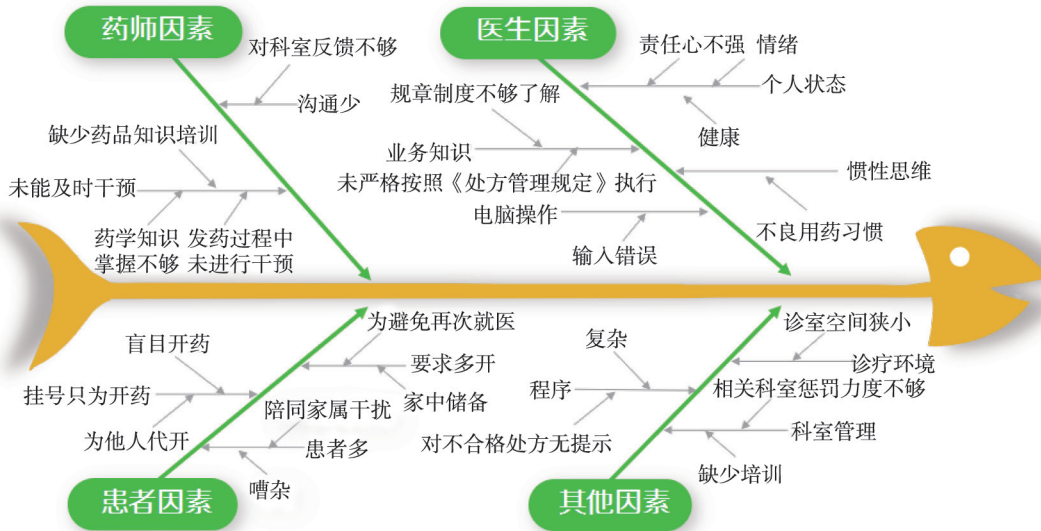 药师因素
对科室反馈不够
沟通少
缺少药品知识培训
未能及时干预
药学知识
掌握不够
发药过程中
未进行干预
医生因素
责任心不强
情绪
个人状态
健康
规章制度不够了解
业务知识
未严格按照《处方管理规定》执行
惯性思维
不良用药习惯
电脑操作
输入错误
为避免再次就医
要求多开
家中储备
盲目开药
挂号只为开药
为他人代开
陪同家属干扰
患者多
嘈杂
患者因素
诊室空间狭小
诊疗环境
复杂
程序
对不合格处方无提示
相关科室惩罚力度不够
科室管理
缺少培训
其他因素